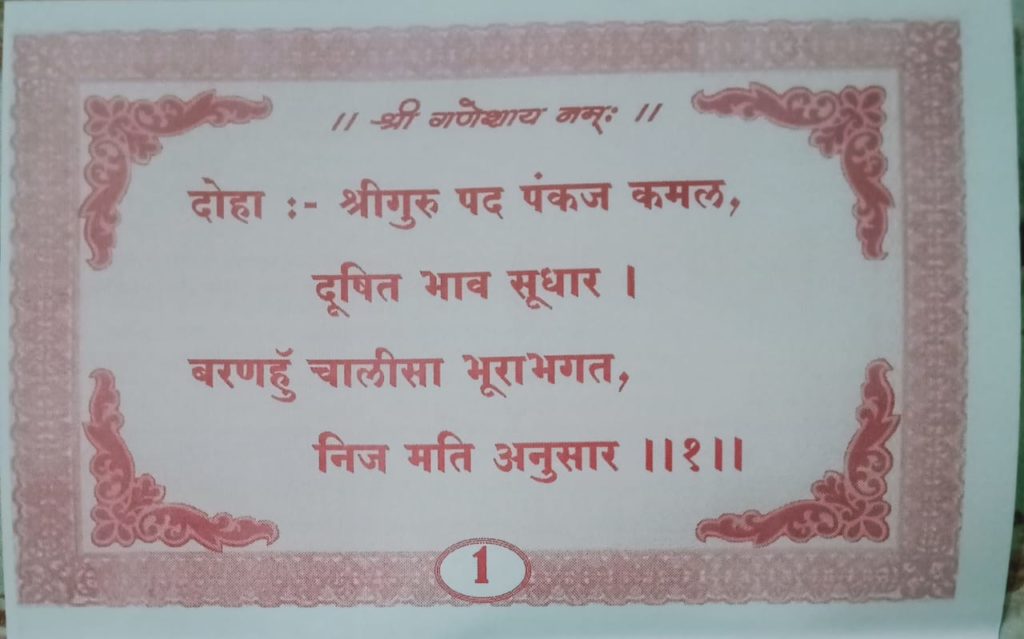 ।। श्री गणेशाय नम्: ।।
दोहा :- श्रीगुरु पद पंकज कमल,
दूषित भाव सूधार ।
बरणहुँ चालीसा भूराभगत,
निज मति अनुसार ।।१।।
1